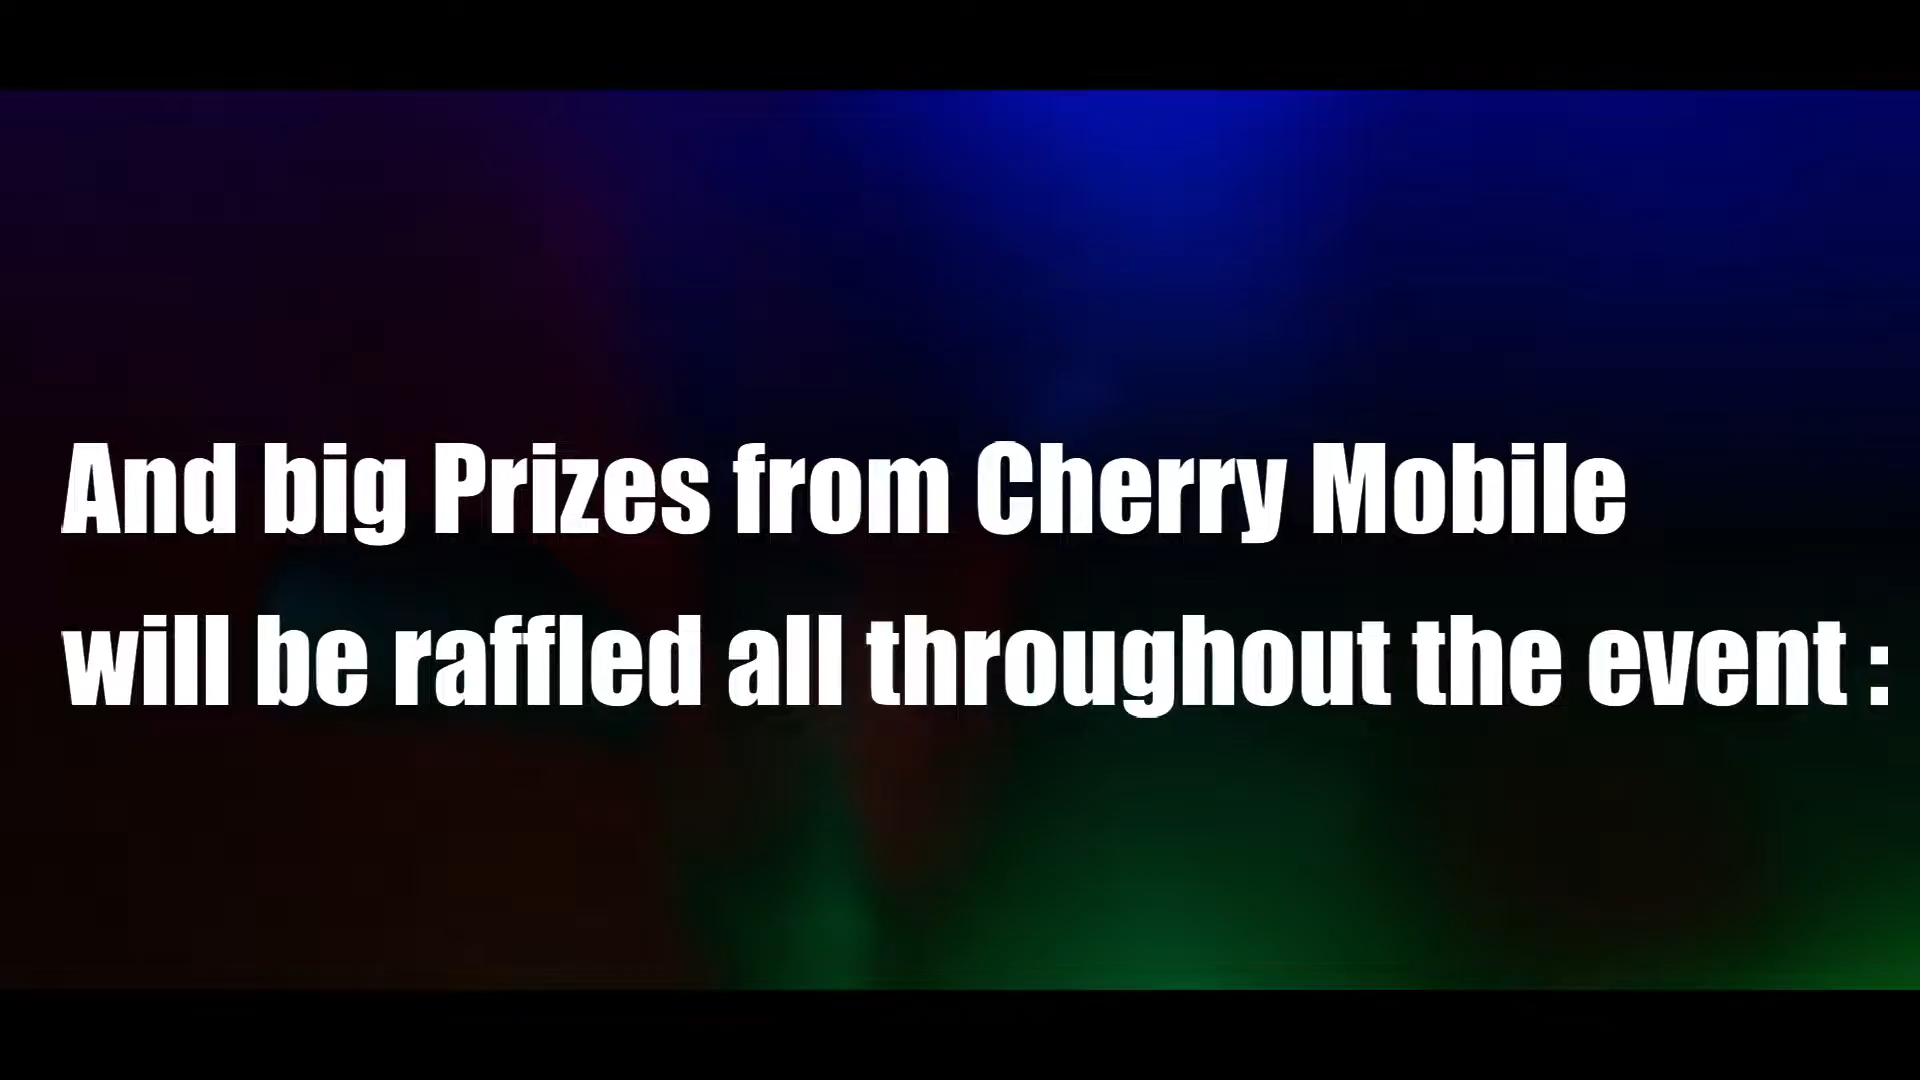 And big Prizes from Cherry Mobile
will be raffled all throughout the event :